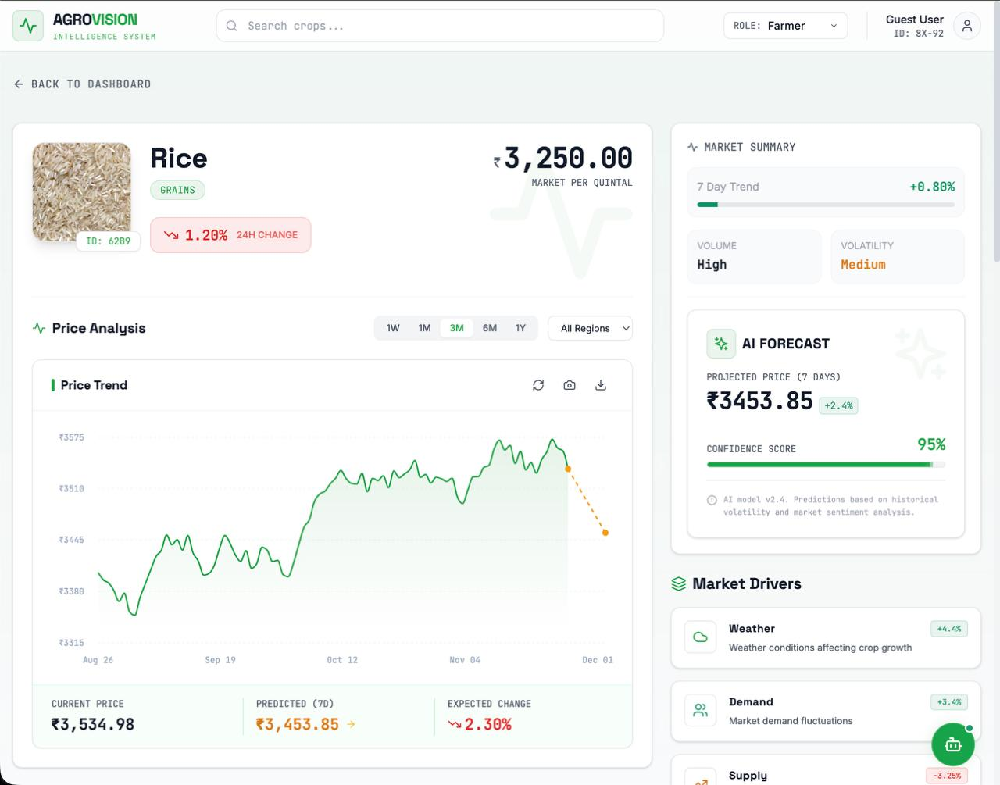 AGROVISION
INTELLIGENCE SYSTEM
Search crops...
ROLE: Farmer
Guest User
ID: 8X-92
BACK TO DASHBOARD
Rice
GRAINS
ID: 62B9
1.20% 24H CHANGE
₹3,250.00
MARKET PER QUINTAL
Price Analysis
1W 1M 3M 6M 1Y
All Regions
Price Trend
₹3575
₹3510
₹3445
₹3380
₹3315
Aug 26 Sep 19 Oct 12 Nov 04 Dec 01
CURRENT PRICE
₹3,534.98
PREDICTED (7D)
₹3,453.85 →
EXPECTED CHANGE
2.30%
MARKET SUMMARY
7 Day Trend +0.80%
VOLUME
High
VOLATILITY
Medium
AI FORECAST
PROJECTED PRICE (7 DAYS)
₹3453.85 +2.4%
CONFIDENCE SCORE 95%
AI model v2.4. Predictions based on historical
volatility and market sentiment analysis.
Market Drivers
Weather +4.4%
Weather conditions affecting crop growth
Demand +3.4%
Market demand fluctuations
Supply -3.25%